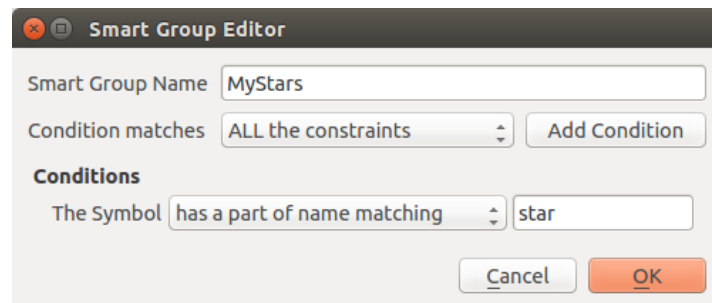 Smart Group Editor
Smart Group Name MyStars
Condition matches ALL the constraints Add Condition
Conditions
The Symbol has a part of name matching star
Cancel OK